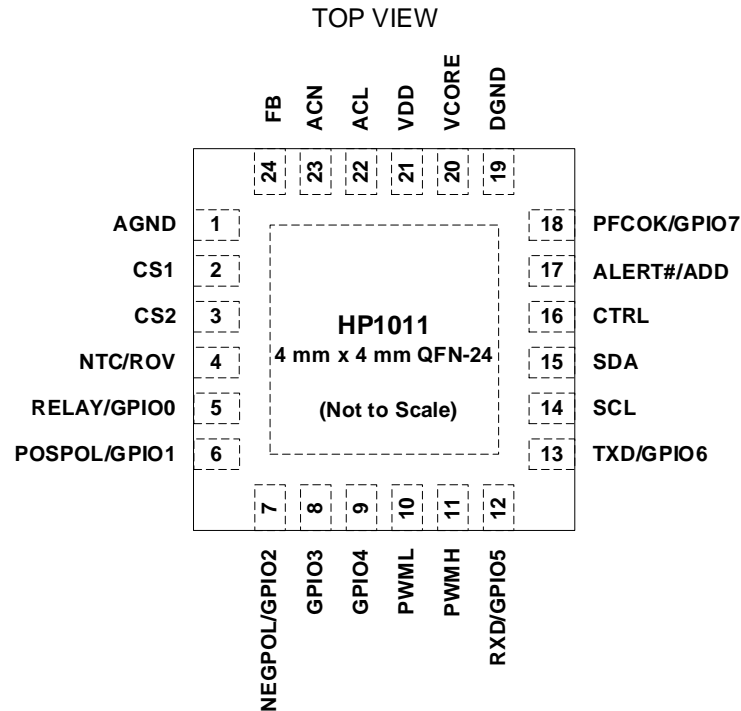 TOP VIEW
FB
ACN
ACL
VDD
VCORE
DGND
24
23
22
21
20
19
AGND 1
CS1 2
CS2 3
NTC/ROV 4
RELAY/GPIO0 5
POSPOL/GPIO1 6
HP1011
4 mm x 4 mm QFN-24
(Not to Scale)
18 PFCOK/GPIO7
17 ALERT#/ADD
16 CTRL
15 SDA
14 SCL
13 TXD/GPIO6
7
8
9
10
11
12
NEGPOL/GPIO2
GPIO3
GPIO4
PWML
PWMH
RXD/GPIO5